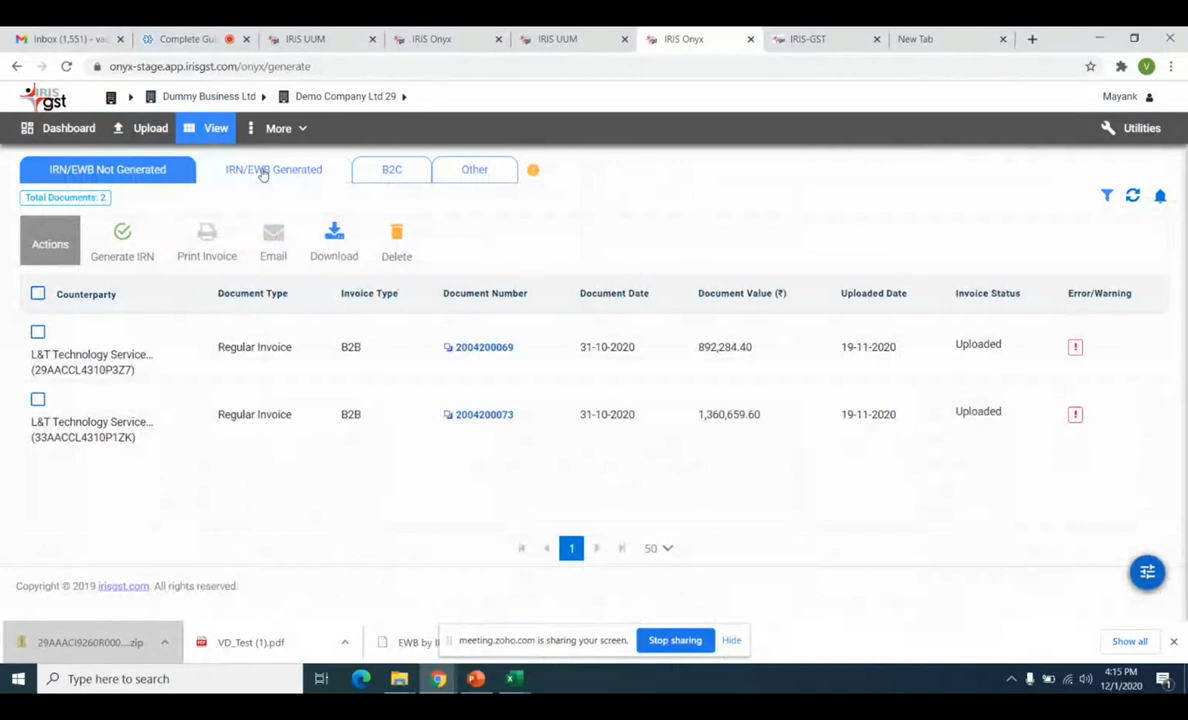 Inbox (1,551) - va
Complete Gui
IRIS UUM
IRIS Onyx
IRIS UUM
IRIS Onyx
IRIS-GST
New Tab
onyx-stage.app.irisgst.com/onyx/generate
V
IRIS gst
Dummy Business Ltd
Demo Company Ltd 29
Mayank
Dashboard
Upload
View
More
Utilities
IRN/EWB Not Generated
IRN/EWB Generated
B2C
Other
Total Documents: 2
Actions
Generate IRN
Print Invoice
Email
Download
Delete
Counterparty Document Type Invoice Type Document Number Document Date Document Value (₹) Uploaded Date Invoice Status Error/Warning
L&T Technology Service... Regular Invoice B2B 2004200069 31-10-2020 892,284.40 19-11-2020 Uploaded
(29AACCL4310P3Z7)
L&T Technology Service... Regular Invoice B2B 2004200073 31-10-2020 1,360,659.60 19-11-2020 Uploaded
(33AACCL4310P1ZK)
1
50
Copyright © 2019 irisgst.com. All rights reserved.
29AAACI9260R000....zip
VD_Test (1).pdf
EWB by
meeting.zoho.com is sharing your screen.
Stop sharing
Hide
Show all
Type here to search
4:15 PM
12/1/2020
1